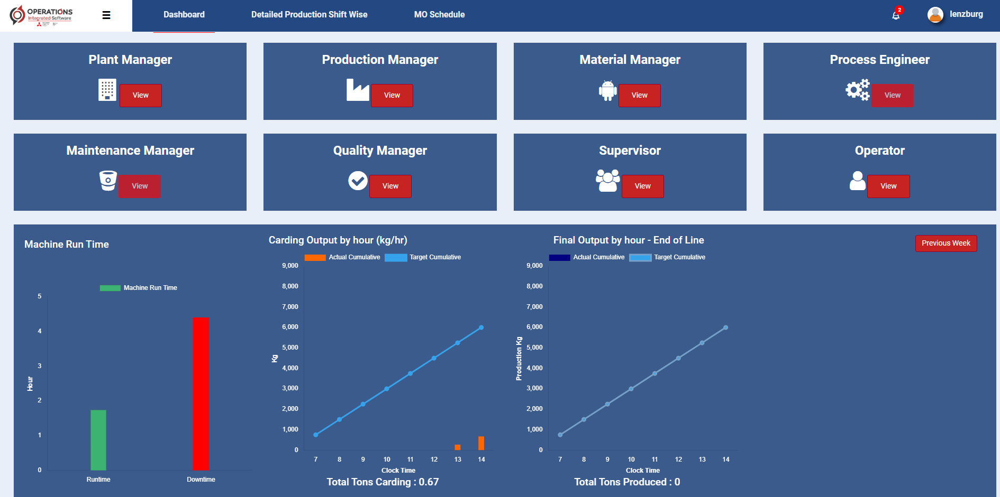 OPERATIONS
Integrated Software
Dashboard
Detailed Production Shift Wise
MO Schedule
2
lenzburg
Plant Manager
View
Production Manager
View
Material Manager
View
Process Engineer
View
Maintenance Manager
View
Quality Manager
View
Supervisor
View
Operator
View
Machine Run Time
Machine Run Time
Hour
5
4
3
2
1
0
Runtime
Downtime
Carding Output by hour (kg/hr)
Actual Cumulative
Target Cumulative
Kg
9,000
8,000
7,000
6,000
5,000
4,000
3,000
2,000
1,000
0
7 8 9 10 11 12 13 14
Clock Time
Total Tons Carding : 0.67
Final Output by hour - End of Line
Actual Cumulative
Target Cumulative
Production Kg
9,000
8,000
7,000
6,000
5,000
4,000
3,000
2,000
1,000
0
7 8 9 10 11 12 13 14
Clock Time
Total Tons Produced : 0
Previous Week